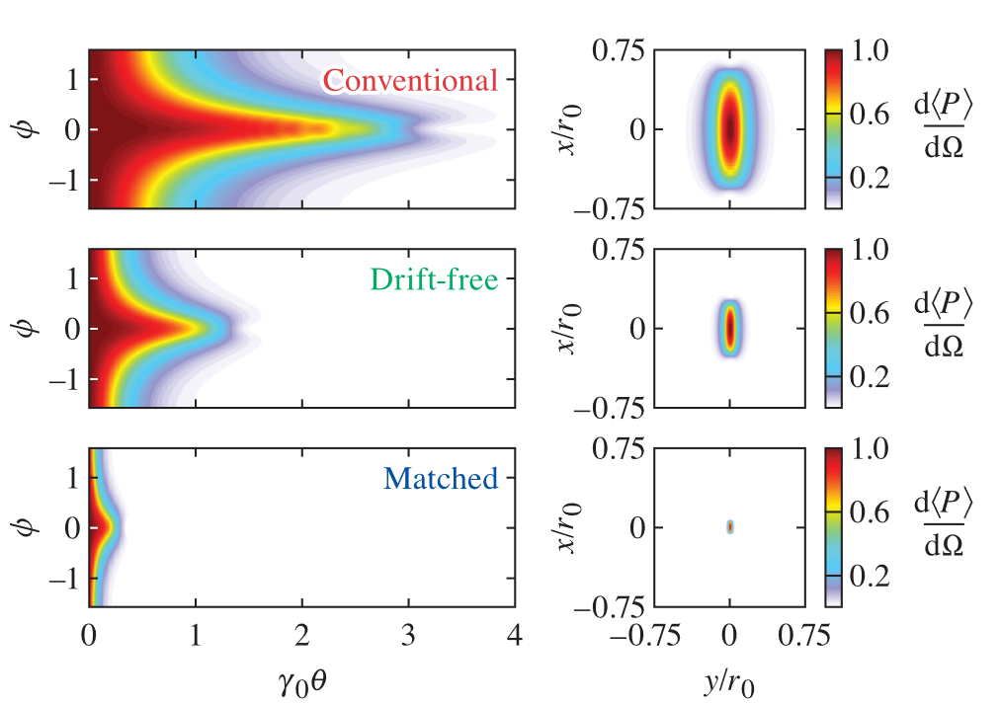 Conventional
ϕ
1
0
−1
x/r0
0.75
0
−0.75
1.0
0.6
0.2
d⟨P⟩
dΩ
Drift-free
ϕ
1
0
−1
x/r0
0.75
0
−0.75
1.0
0.6
0.2
d⟨P⟩
dΩ
Matched
ϕ
1
0
−1
x/r0
0.75
0
−0.75
1.0
0.6
0.2
d⟨P⟩
dΩ
0 1 2 3 4
γ0θ
−0.75 0 0.75
y/r0